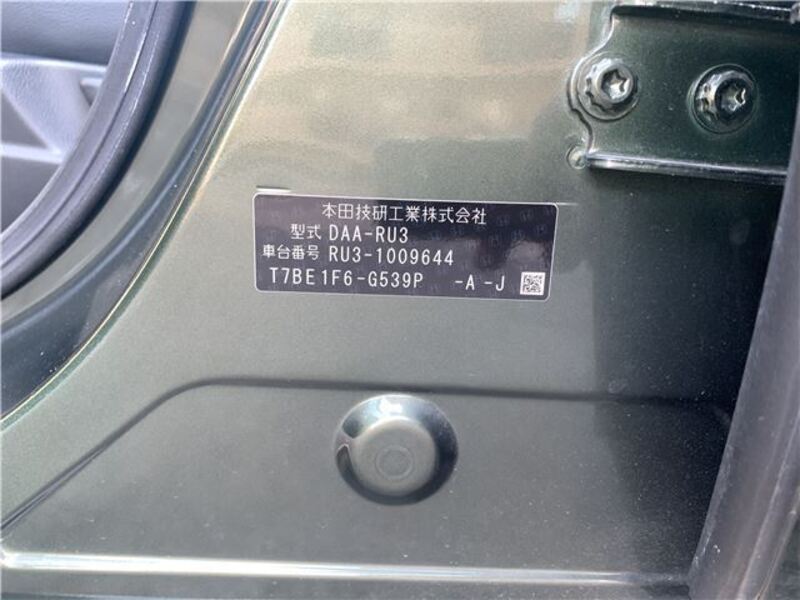 本田技研工業株式会社
型式 DAA-RU3
車台番号 RU3-1009644
T7BE1F6-G539P -A -J